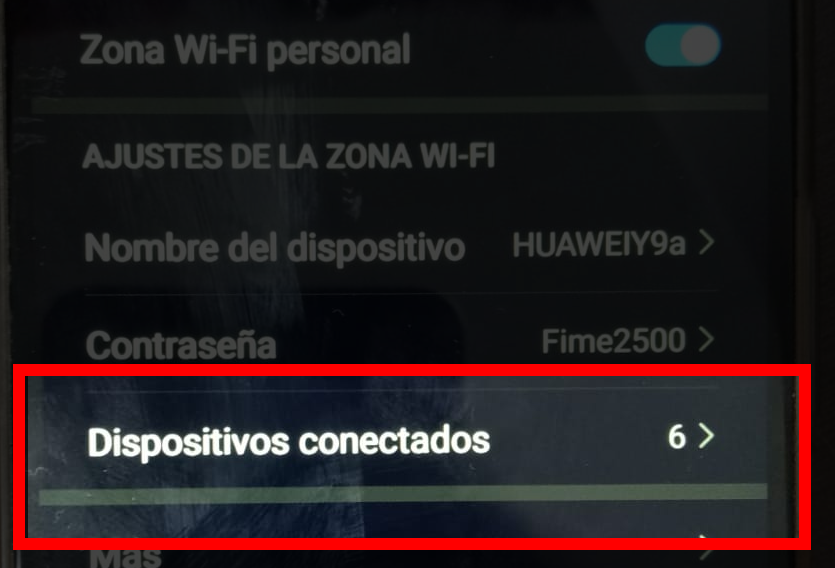 Zona Wi-Fi personal
AJUSTES DE LA ZONA WI-FI
Nombre del dispositivo HUAWEIY9a
Contraseña Fime2500
Dispositivos conectados 6
Más